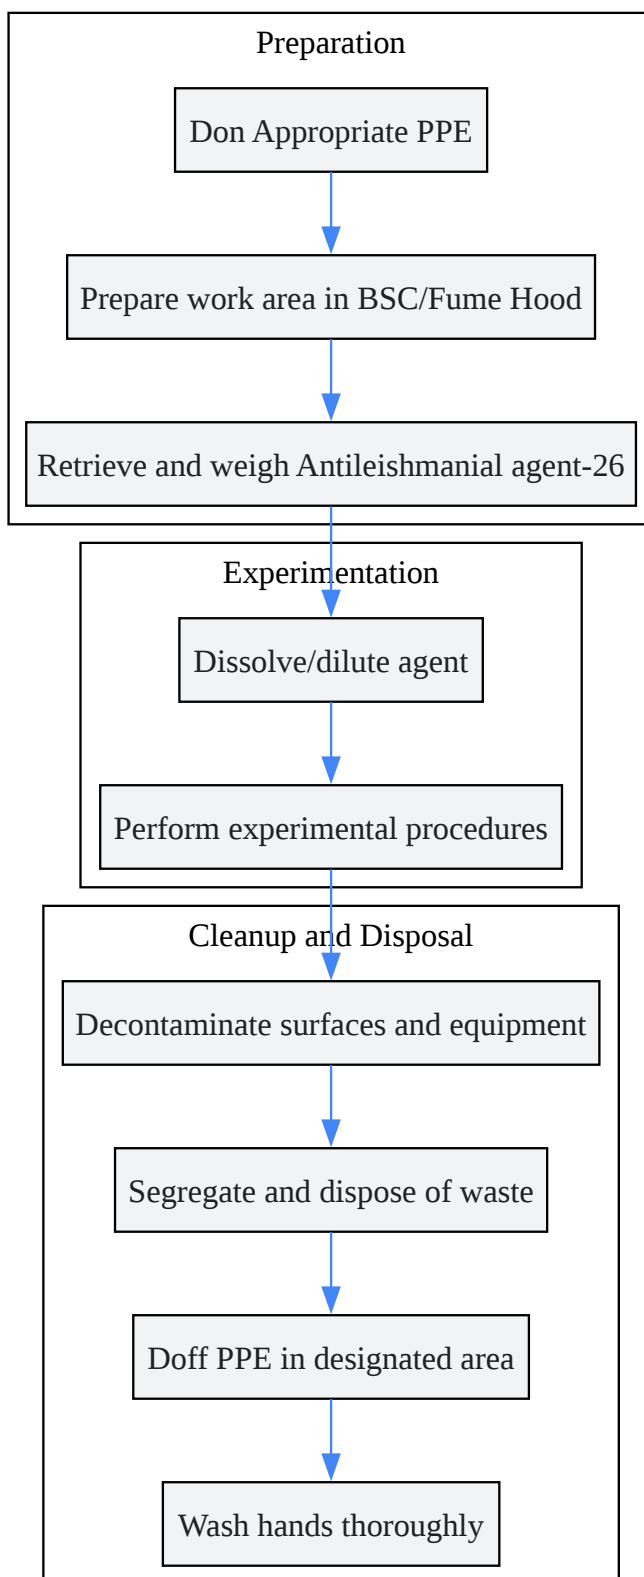 Preparation
Don Appropriate PPE
Prepare work area in BSC/Fume Hood
Retrieve and weigh Antileishmanial agent-26
Experimentation
Dissolve/dilute agent
Perform experimental procedures
Cleanup and Disposal
Decontaminate surfaces and equipment
Segregate and dispose of waste
Doff PPE in designated area
Wash hands thoroughly